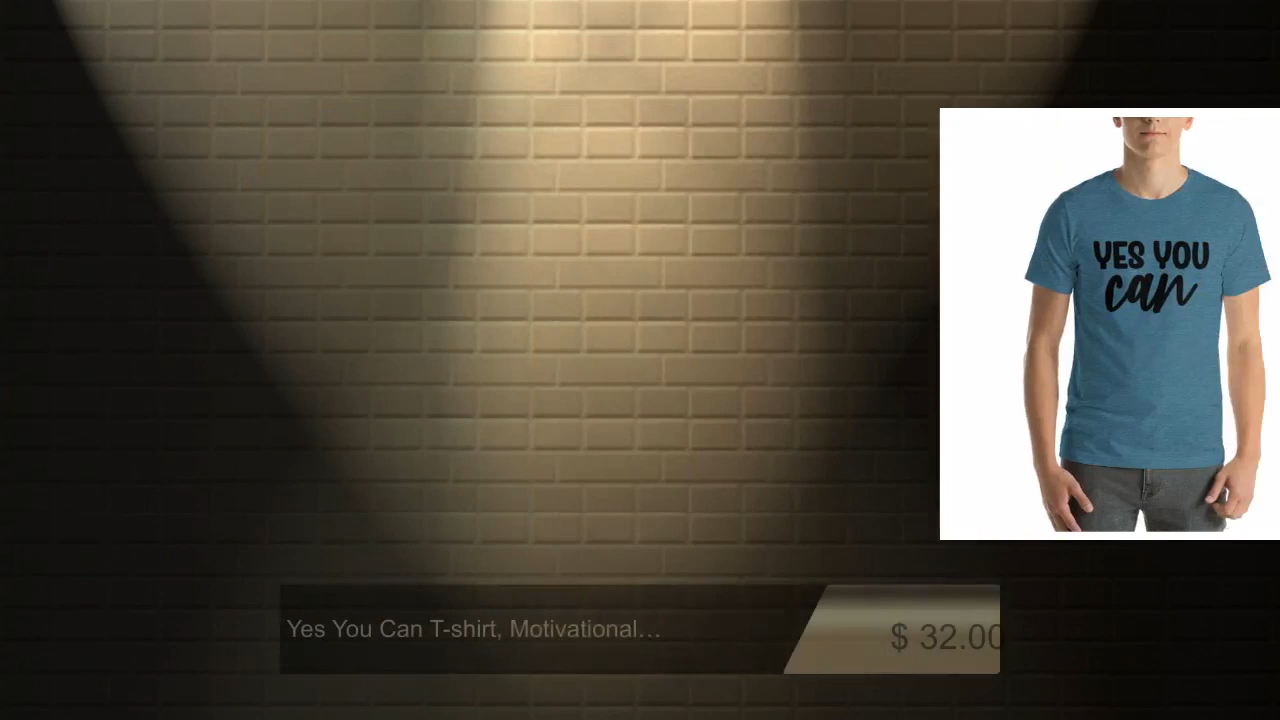 YES YOU
can
Yes You Can T-shirt, Motivational…
$ 32.00